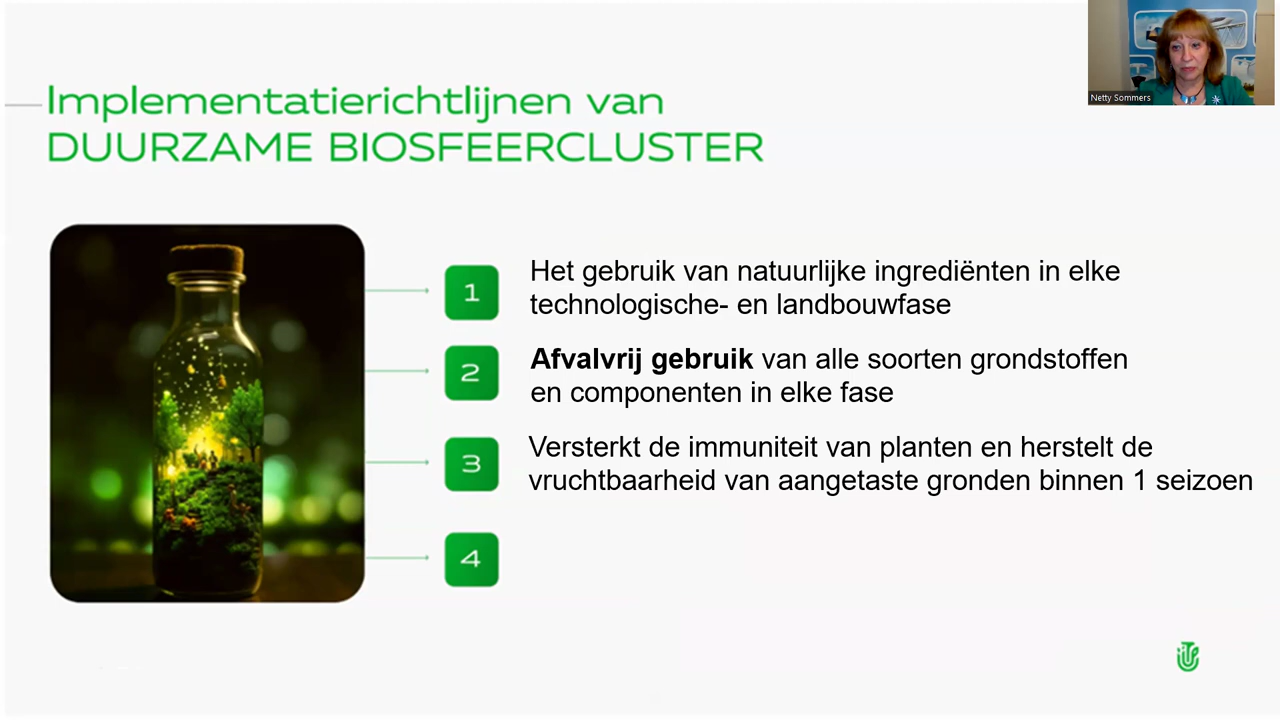 Implementatierichtlijnen van
DUURZAME BIOSFEERCLUSTER
Netty Sommers
1
Het gebruik van natuurlijke ingrediënten in elke
technologische- en landbouwfase
2
Afvalvrij gebruik van alle soorten grondstoffen
en componenten in elke fase
3
Versterkt de immuniteit van planten en herstelt de
vruchtbaarheid van aangetaste gronden binnen 1 seizoen
4